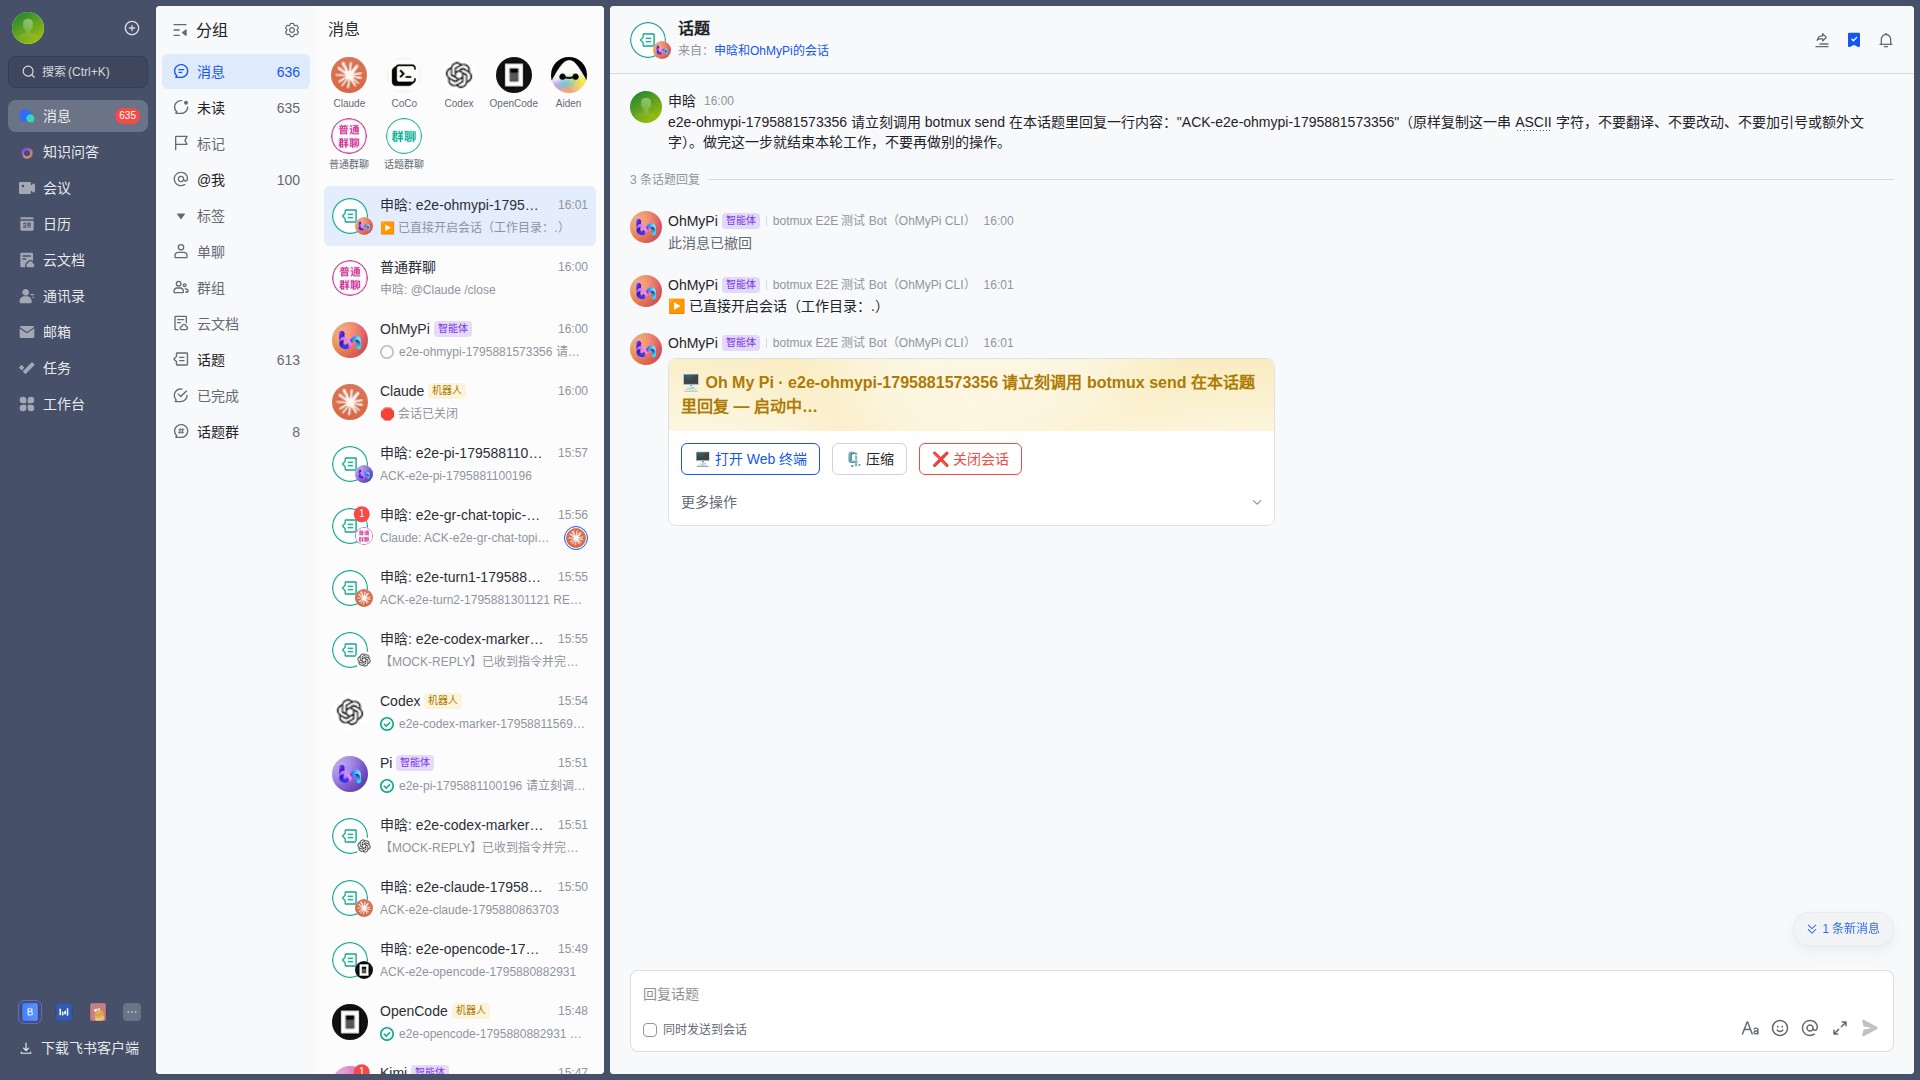 搜索 (Ctrl+K)
消息
635
知识问答
会议
日历
云文档
通讯录
邮箱
任务
工作台
B
下载飞书客户端
分组
消息 636
未读 635
标记
@我 100
标签
单聊
群组
云文档
话题 613
已完成
话题群 8
消息
Claude
CoCo
Codex
OpenCode
Aiden
普通
群聊
群聊
普通群聊
话题群聊
申晗: e2e-ohmypi-1795… 16:01
已直接开启会话（工作目录：.）
普通
群聊
普通群聊 16:00
申晗: @Claude /close
OhMyPi 智能体 16:00
e2e-ohmypi-1795881573356 请…
Claude 机器人 16:00
会话已关闭
申晗: e2e-pi-179588110… 15:57
ACK-e2e-pi-1795881100196
1
申晗: e2e-gr-chat-topic-… 15:56
普通
群聊
Claude: ACK-e2e-gr-chat-topi…
申晗: e2e-turn1-179588… 15:55
ACK-e2e-turn2-1795881301121 RE…
申晗: e2e-codex-marker… 15:55
【MOCK-REPLY】已收到指令并完…
Codex 机器人 15:54
e2e-codex-marker-17958811569…
Pi 智能体 15:51
e2e-pi-1795881100196 请立刻调…
申晗: e2e-codex-marker… 15:51
【MOCK-REPLY】已收到指令并完…
申晗: e2e-claude-17958… 15:50
ACK-e2e-claude-1795880863703
申晗: e2e-opencode-17… 15:49
ACK-e2e-opencode-1795880882931
OpenCode 机器人 15:48
e2e-opencode-1795880882931 …
1
Kimi 智能体 15:47
话题
来自：申晗和OhMyPi的会话
申晗 16:00
e2e-ohmypi-1795881573356 请立刻调用 botmux send 在本话题里回复一行内容："ACK-e2e-ohmypi-1795881573356"（原样复制这一串 ASCII 字符，不要翻译、不要改动、不要加引号或额外文
字）。做完这一步就结束本轮工作，不要再做别的操作。
3 条话题回复
OhMyPi 智能体 botmux E2E 测试 Bot（OhMyPi CLI） 16:00
此消息已撤回
OhMyPi 智能体 botmux E2E 测试 Bot（OhMyPi CLI） 16:01
已直接开启会话（工作目录：.）
OhMyPi 智能体 botmux E2E 测试 Bot（OhMyPi CLI） 16:01
Oh My Pi · e2e-ohmypi-1795881573356 请立刻调用 botmux send 在本话题
里回复 — 启动中…
打开 Web 终端
压缩
关闭会话
更多操作
1 条新消息
回复话题
同时发送到会话
Aa